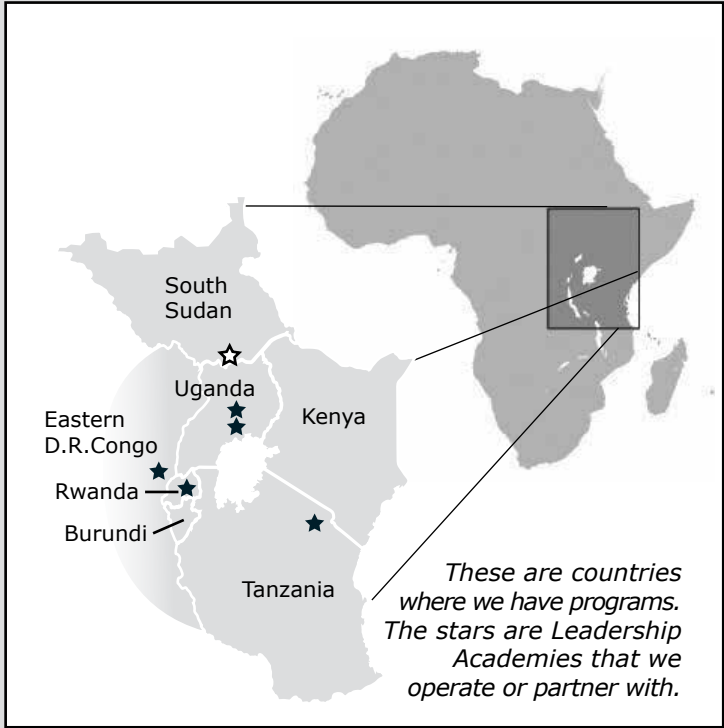 South
Sudan
Uganda
Kenya
Eastern
D.R.Congo
Rwanda
Burundi
Tanzania
These are countries
where we have programs.
The stars are Leadership
Academies that we
operate or partner with.